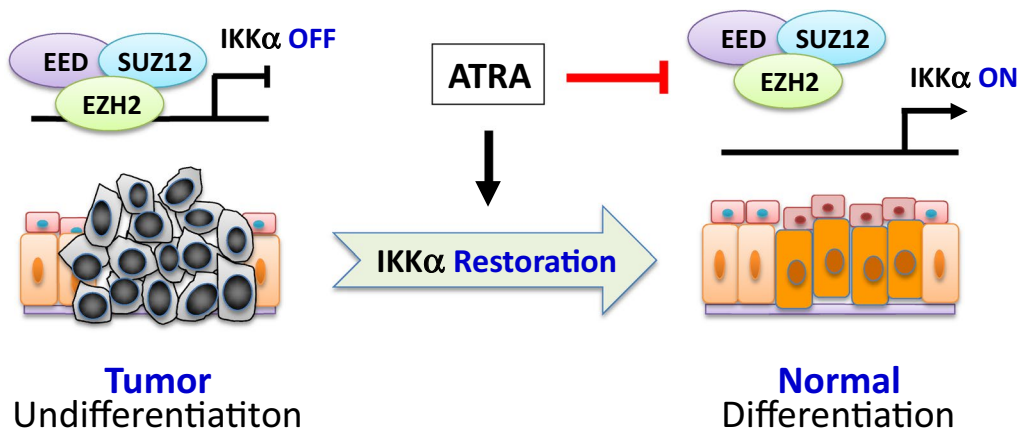 IKKα OFF
EED
SUZ12
EZH2
ATRA
EED
SUZ12
EZH2
IKKα ON
IKKα Restoration
Tumor
Undifferentiatiton
Normal
Differentiation